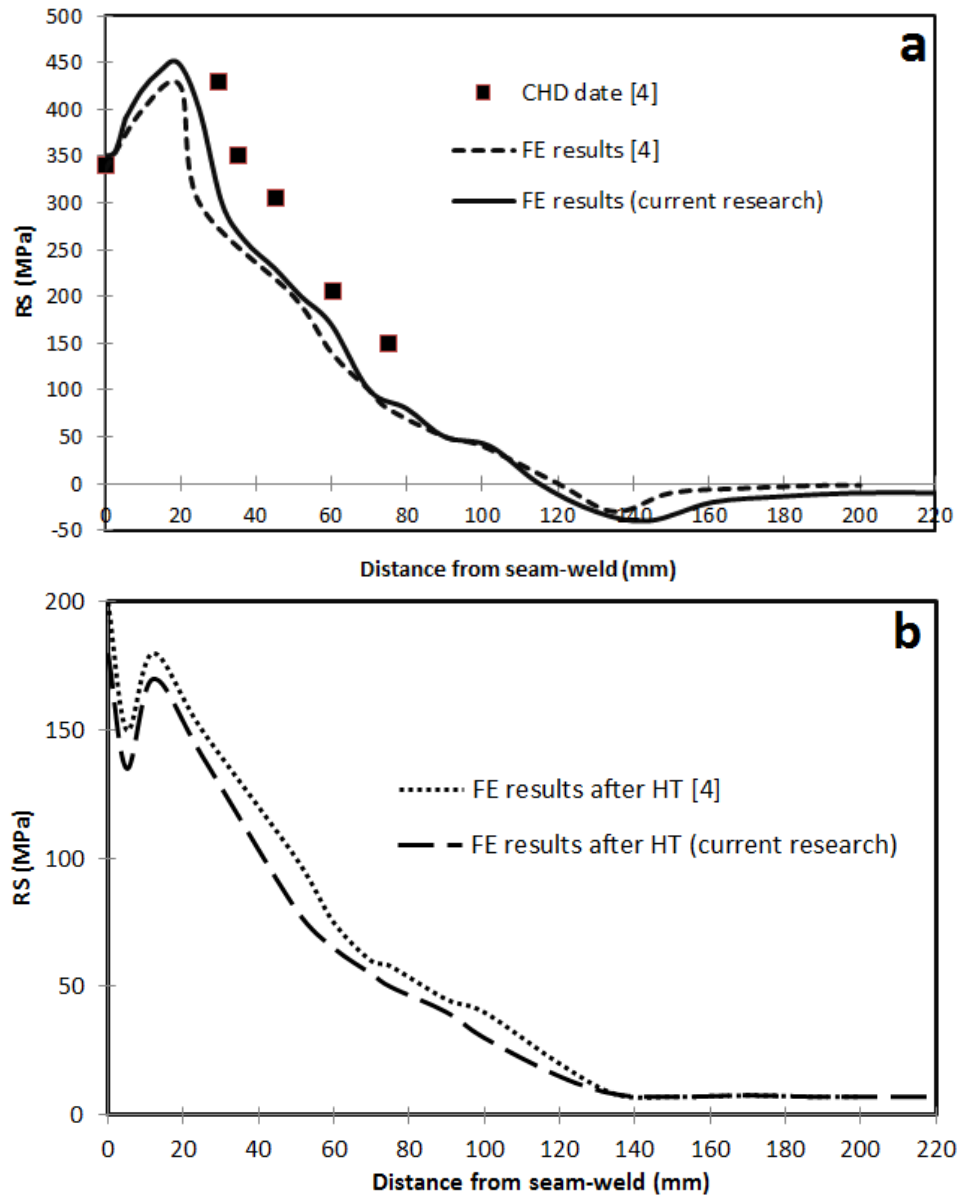 a
500
450
400
350
300
250
200
150
100
50
0
-50
RS (MPa)
CHD date [4]
FE results [4]
FE results (current research)
0 20 40 60 80 100 120 140 160 180 200 220
Distance from seam-weld (mm)
b
200
150
100
50
0
RS (MPa)
FE results after HT [4]
FE results after HT (current research)
0 20 40 60 80 100 120 140 160 180 200 220
Distance from seam-weld (mm)